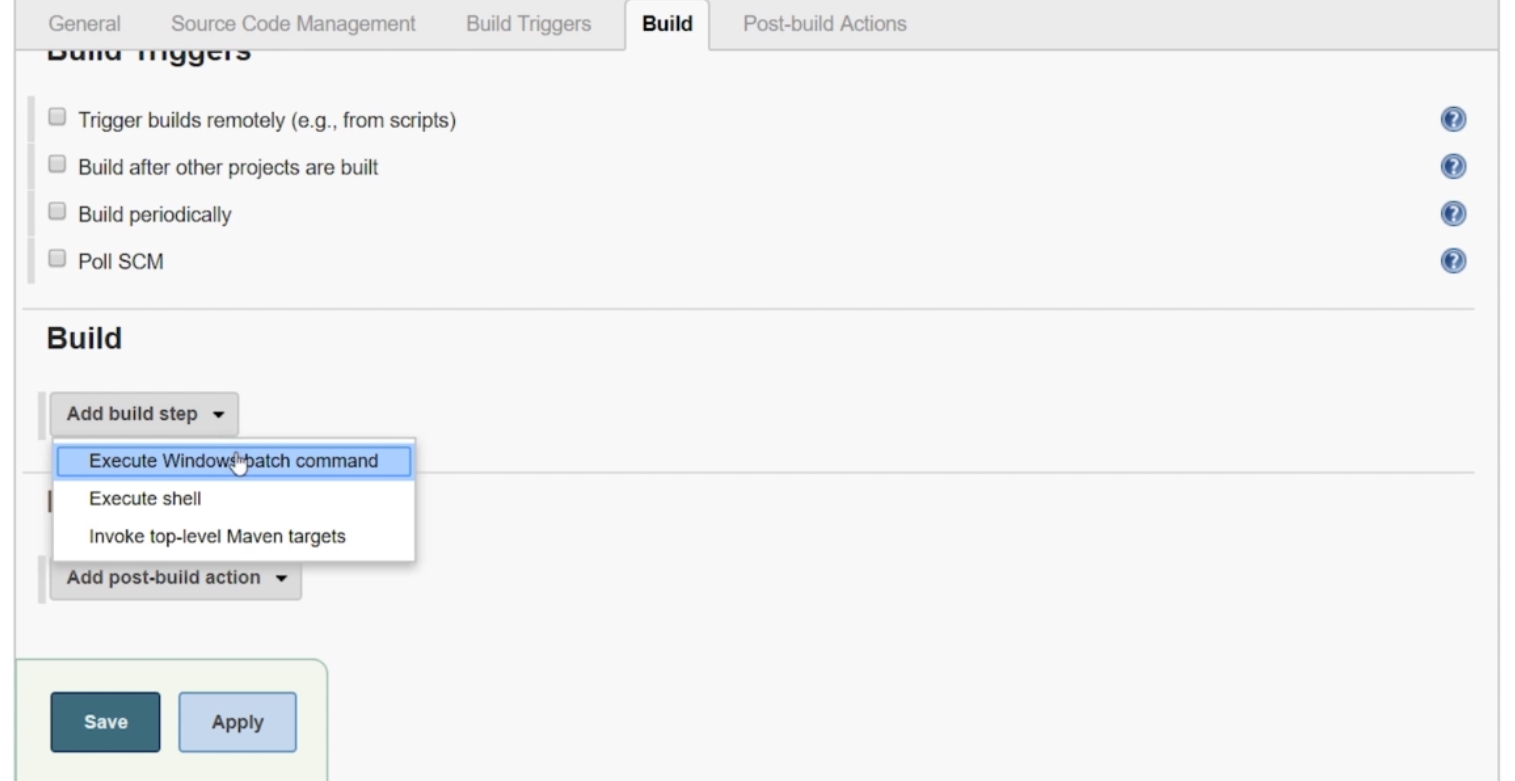 General Source Code Management Build Triggers Build Post-build Actions
Build Triggers
Trigger builds remotely (e.g., from scripts)
Build after other projects are built
Build periodically
Poll SCM
Build
Add build step
Execute Windows batch command
Execute shell
Invoke top-level Maven targets
Add post-build action
Save Apply